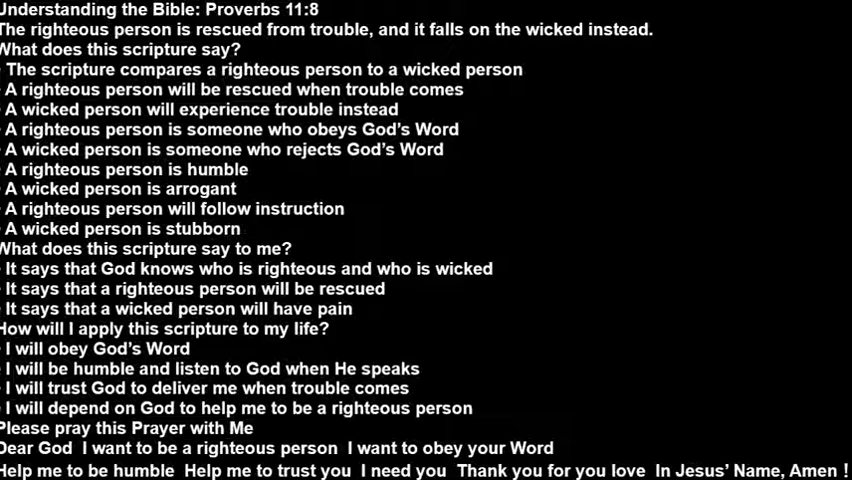 Understanding the Bible: Proverbs 11:8
The righteous person is rescued from trouble, and it falls on the wicked instead.
What does this scripture say?
· The scripture compares a righteous person to a wicked person
· A righteous person will be rescued when trouble comes
· A wicked person will experience trouble instead
· A righteous person is someone who obeys God's Word
· A wicked person is someone who rejects God's Word
· A righteous person is humble
· A wicked person is arrogant
· A righteous person will follow instruction
· A wicked person is stubborn
What does this scripture say to me?
· It says that God knows who is righteous and who is wicked
· It says that a righteous person will be rescued
· It says that a wicked person will have pain
How will I apply this scripture to my life?
· I will obey God's Word
· I will be humble and listen to God when He speaks
· I will trust God to deliver me when trouble comes
· I will depend on God to help me to be a righteous person
Please pray this Prayer with Me
Dear God  I want to be a righteous person  I want to obey your Word
Help me to be humble  Help me to trust you  I need you  Thank you for you love  In Jesus' Name, Amen !